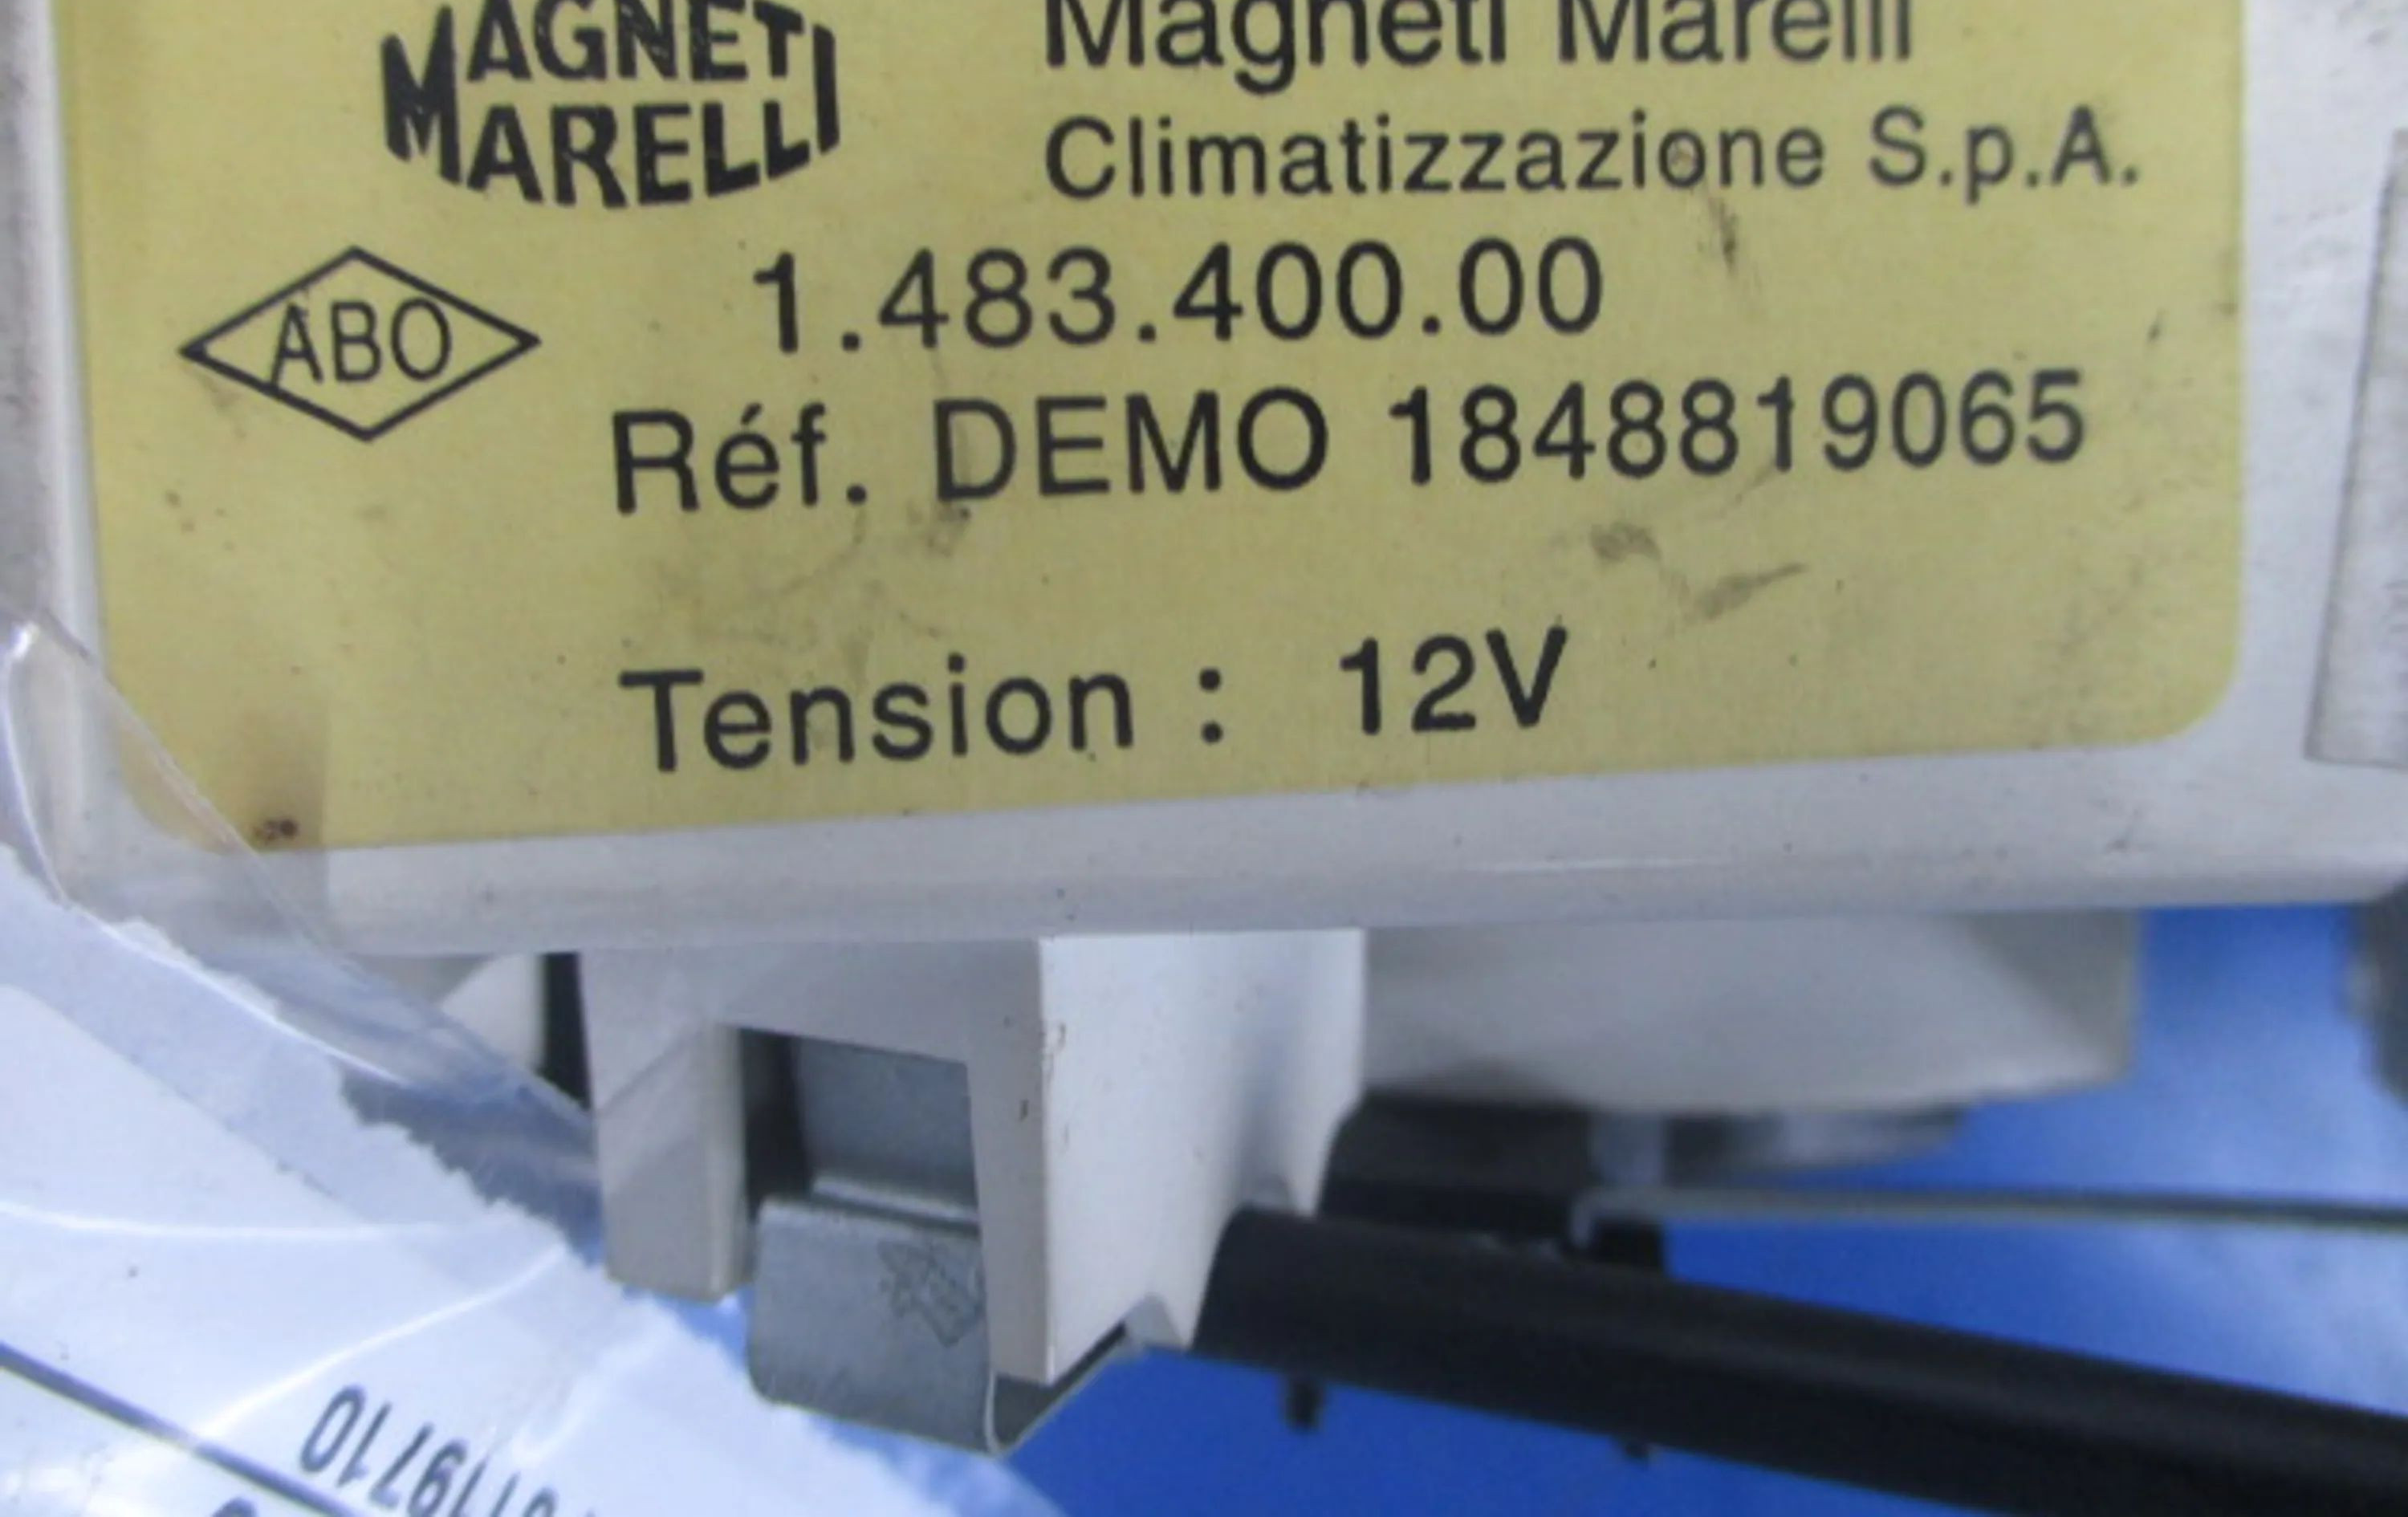 MAGNETI
MARELLI
Magneti Marelli
Climatizzazione S.p.A.
ABO
1.483.400.00
Réf. DEMO 1848819065
Tension : 12V